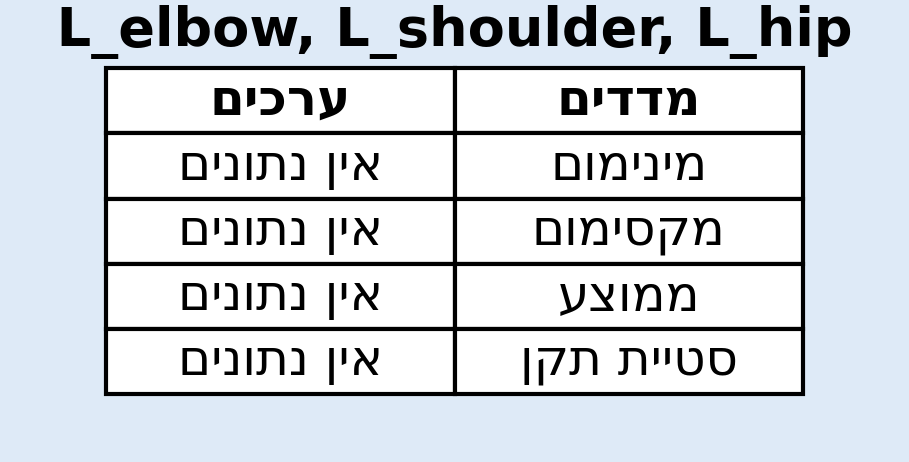 L_elbow, L_shoulder, L_hip
מדדים ערכים
מינימום אין נתונים
מקסימום אין נתונים
ממוצע אין נתונים
סטיית תקן אין נתונים